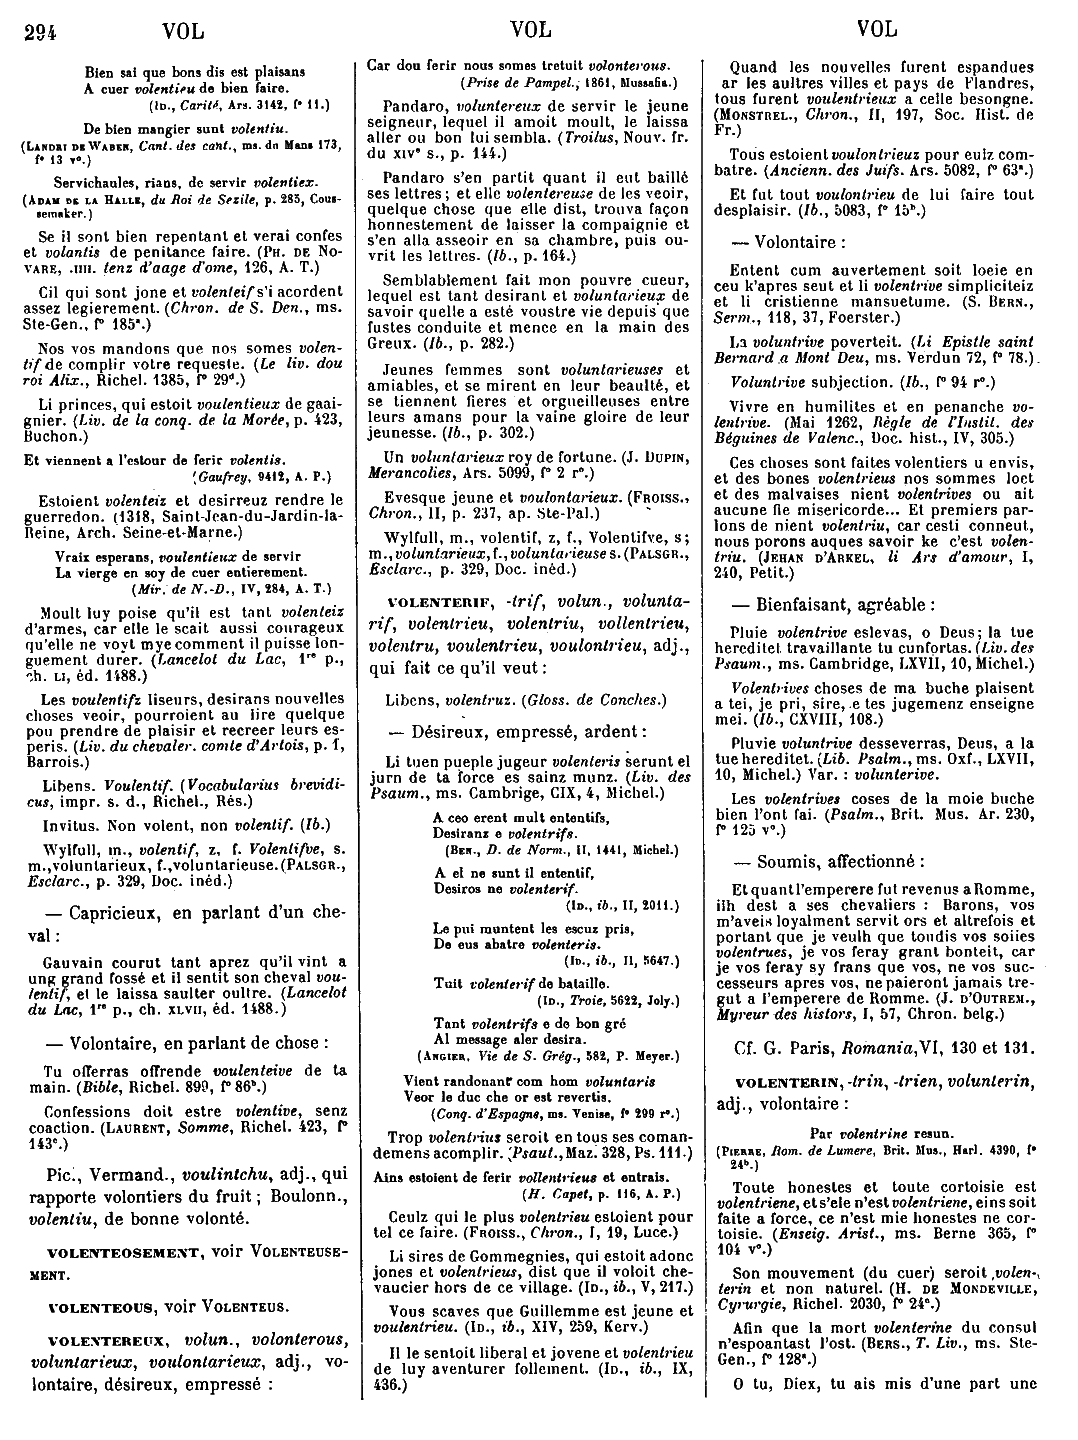 294 VOL VOL VOL
Bien sai que bons dis est plaisans
A cuer volentieu de bien faire.
(ID., Carité, Ars. 3142, f° 11.)
De bien mangier sunt volentiu.
(LANDRI DE WABEN, Cant. des cant., ms. du Mans 173,
f° 13 v°.)
Servichaules, rians, de servir volentiex.
(ADAM DE LA HALLE, du Roi de Sezile, p. 285, Cous-
semaker.)
Se il sont bien repentant et verai confes
et volantis de penitance faire. (PH. DE NO-
VARE, .IIII. tenz d'aage d'ome, 126, A. T.)
Cil qui sont jone et volenteif s'i acordent
assez legierement. (Chron. de S. Den., ms.
Ste-Gen., f° 185ª.)
Nos vos mandons que nos somes volen-
tif de complir votre requeste. (Le liv. dou
roi Alix., Richel. 1385, f° 29ᵈ.)
Li princes, qui estoit voulentieux de gaai-
gnier. (Liv. de la conq. de la Morée, p. 423,
Buchon.)
Et viennent a l'estour de ferir volentis.
(Gaufrey, 9412, A. P.)
Estoient volenteiz et desirreuz rendre le
guerredon. (1318, Saint-Jean-du-Jardin-la-
Reine, Arch. Seine-et-Marne.)
Vraix esperans, voulentieux de servir
La vierge en soy de cuer entierement.
(Mir. de N.-D., IV, 284, A. T.)
Moult luy poise qu'il est tant volenteiz
d'armes, car elle le scait aussi courageux
qu'elle ne voyt mye comment il puisse lon-
guement durer. (Lancelot du Lac, 1re p.,
ch. LI, éd. 1488.)
Les voulentifz liseurs, desirans nouvelles
choses veoir, pourroient au lire quelque
pou prendre de plaisir et recreer leurs es-
peris. (Liv. du chevaler. comte d'Artois, p. 1,
Barrois.)
Libens. Voulentif. (Vocabularius brevidi-
cus, impr. s. d., Richel., Rés.)
Invitus. Non volent, non volentif. (Ib.)
Wylfull, m., volentif, z, f. Volentifve, s.
m., voluntarieux, f., voluntarieuse. (PALSGR.,
Esclarc., p. 329, Doc. inéd.)
— Capricieux, en parlant d'un che-
val :
Gauvain courut tant aprez qu'il vint a
ung grand fossé et il sentit son cheval vou-
lentif, et le laissa saulter oultre. (Lancelot
du Lac, 1re p., ch. XLVII, éd. 1488.)
— Volontaire, en parlant de chose :
Tu offerras offrende voulenteive de ta
main. (Bible, Richel. 899, f° 86ᵇ.)
Confessions doit estre volentive, senz
coaction. (LAURENT, Somme, Richel. 423, f°
143ᶜ.)
Pic., Vermand., voulintchu, adj., qui
rapporte volontiers du fruit ; Boulonn.,
volentiu, de bonne volonté.
VOLENTEOSEMENT, voir VOLENTEUSE-
MENT.
VOLENTEOUS, voir VOLENTEUS.
VOLENTEREUX, volun., volonterous,
voluntarieux, voulontarieux, adj., vo-
lontaire, désireux, empressé :
Car dou ferir nous somes tretuit volonterous.
(Prise de Pampel., 1861, Mussafia.)
Pandaro, voluntereux de servir le jeune
seigneur, lequel il amoit moult, le laissa
aller ou bon lui sembla. (Troilus, Nouv. fr.
du XIVᵉ s., p. 144.)
Pandaro s'en partit quant il eut baillé
ses lettres ; et elle volentereuse de les veoir,
quelque chose que elle dist, trouva façon
honnestement de laisser la compaignie et
s'en alla asseoir en sa chambre, puis ou-
vrit les lettres. (Ib., p. 164.)
Semblablement fait mon pouvre cueur,
lequel est tant desirant et voluntarieux de
savoir quelle a esté voustre vie depuis que
fustes conduite et mence en la main des
Greux. (Ib., p. 282.)
Jeunes femmes sont voluntarieuses et
amiables, et se mirent en leur beaulté, et
se tiennent fieres et orgueilleuses entre
leurs amans pour la vaine gloire de leur
jeunesse. (Ib., p. 302.)
Un voluntarieux roy de fortune. (J. DUPIN,
Merancolies, Ars. 5099, f° 2 r°.)
Evesque jeune et voulontarieux. (FROISS.,
Chron., II, p. 237, ap. Ste-Pal.)
Wylfull, m., volentif, z, f., Volentifve, s ;
m., voluntarieux, f., voluntarieuse s. (PALSGR.,
Esclarc., p. 329, Doc. inéd.)
VOLENTERIF, -trif, volun., volunta-
rif, volentrieu, volentriu, vollentrieu,
volentru, voulentrieu, voulontrieu, adj.,
qui fait ce qu'il veut :
Libens, volentruz. (Gloss. de Conches.)
— Désireux, empressé, ardent :
Li tuen pueple jugeur volenteris serunt el
jurn de ta force es sainz munz. (Liv. des
Psaum., ms. Cambrige, CIX, 4, Michel.)
A ceo erent mult ententifs,
Desiranz e volentrifs.
(BEN., D. de Norm., II, 1441, Michel.)
A el ne sunt il ententif,
Desiros ne volenterif.
(ID., ib., II, 2011.)
Le pui muntent les escuz pris,
De eus abatre volenteris.
(ID., ib., II, 5647.)
Tuit volenterif de bataille.
(ID., Troie, 5622, Joly.)
Tant volentrifs e de bon gré
Al message aler desira.
(ANGIER, Vie de S. Grég., 582, P. Meyer.)
Vient randonant com hom voluntaris
Veor le duc che or est revertis.
(Conq. d'Espagne, ms. Venise, f° 299 r°.)
Trop volentrius seroit en tous ses coman-
demens acomplir. (Psaut., Maz. 328, Ps. 111.)
Ains estoient de ferir vollentrieus et entrais.
(H. Capet, p. 116, A. P.)
Ceulz qui le plus volentrieu estoient pour
tel ce faire. (FROISS., Chron., I, 19, Luce.)
Li sires de Gommegnies, qui estoit adonc
jones et volentrieus, dist que il voloit che-
vaucier hors de ce village. (ID., ib., V, 217.)
Vous scaves que Guillemme est jeune et
voulentrieu. (ID., ib., XIV, 259, Kerv.)
Il le sentoit liberal et jovene et volentrieu
de luy aventurer follement. (ID., ib., IX,
436.)
Quand les nouvelles furent espandues
ar les aultres villes et pays de Flandres,
tous furent voulentrieux a celle besongne.
(MONSTREL., Chron., II, 197, Soc. Hist. de
Fr.)
Tous estoient voulontrieuz pour eulz com-
batre. (Ancienn. des Juifs. Ars. 5082, f° 63ª.)
Et fut tout voulontrieu de lui faire tout
desplaisir. (Ib., 5083, f° 15ᵇ.)
— Volontaire :
Entent cum auvertement soit loeie en
ceu k'apres seut et li volentrive simpliciteiz
et li cristienne mansuetume. (S. BERN.,
Serm., 118, 37, Foerster.)
La voluntrive poverteit. (Li Epistle saint
Bernard a Mont Deu, ms. Verdun 72, f° 78.)
Voluntrive subjection. (Ib., f° 94 r°.)
Vivre en humilites et en penanche vo-
lentrive. (Mai 1262, Règle de l'Instit. des
Béguines de Valenc., Doc. hist., IV, 305.)
Ces choses sont faites volentiers u envis,
et des bones volentrieus nos sommes loet
et des malvaises nient volentrives ou ait
aucune fie misericorde... Et premiers par-
lons de nient volentriu, car cesti conneut,
nous porons auques savoir ke c'est volen-
triu. (JEHAN D'ARKEL, li Ars d'amour, I,
240, Petit.)
— Bienfaisant, agréable :
Pluie volentrive eslevas, o Deus; la tue
hereditet travaillante tu cunfortas. (Liv. des
Psaum., ms. Cambridge, LXVII, 10, Michel.)
Volentrives choses de ma buche plaisent
a tei, je pri, sire, e tes jugemenz enseigne
mei. (Ib., CXVIII, 108.)
Pluvie voluntrive desseverras, Deus, a la
tue hereditet. (Lib. Psalm., ms. Oxf., LXVII,
10, Michel.) Var. : volunterive.
Les volentrives coses de la moie buche
bien l'ont fai. (Psalm., Brit. Mus. Ar. 230,
f° 125 v°.)
— Soumis, affectionné :
Et quant l'emperere fut revenus a Romme,
ilh dest a ses chevaliers : Barons, vos
m'aveis loyalment servit ors et altrefois et
portant que je veulh que tondis vos soiies
volentrues, je vos feray grant bonteit, car
je vos feray sy frans que vos, ne vos suc-
cesseurs apres vos, ne paieront jamais tre-
gut a l'emperere de Romme. (J. D'OUTREM.,
Myreur des histors, I, 57, Chron. belg.)
Cf. G. Paris, Romania, VI, 130 et 131.
VOLENTERIN, -trin, -trien, volunterin,
adj., volontaire :
Par volentrine resun.
(PIERRE, Rom. de Lumere, Brit. Mus., Harl. 4390, f°
24ᵇ.)
Toute honestes et toute cortoisie est
volentriene, et s'ele n'est volentriene, eins soit
faite a force, ce n'est mie honestes ne cor-
toisie. (Enseig. Arist., ms. Berne 365, f°
104 v°.)
Son mouvement (du cuer) seroit volen-
terin et non naturel. (H. DE MONDEVILLE,
Cyrurgie, Richel. 2030, f° 24ᶜ.)
Afin que la mort volenterine du consul
n'espoantast l'ost. (BERS., T. Liv., ms. Ste-
Gen., f° 128ª.)
O tu, Diex, tu ais mis d'une part une